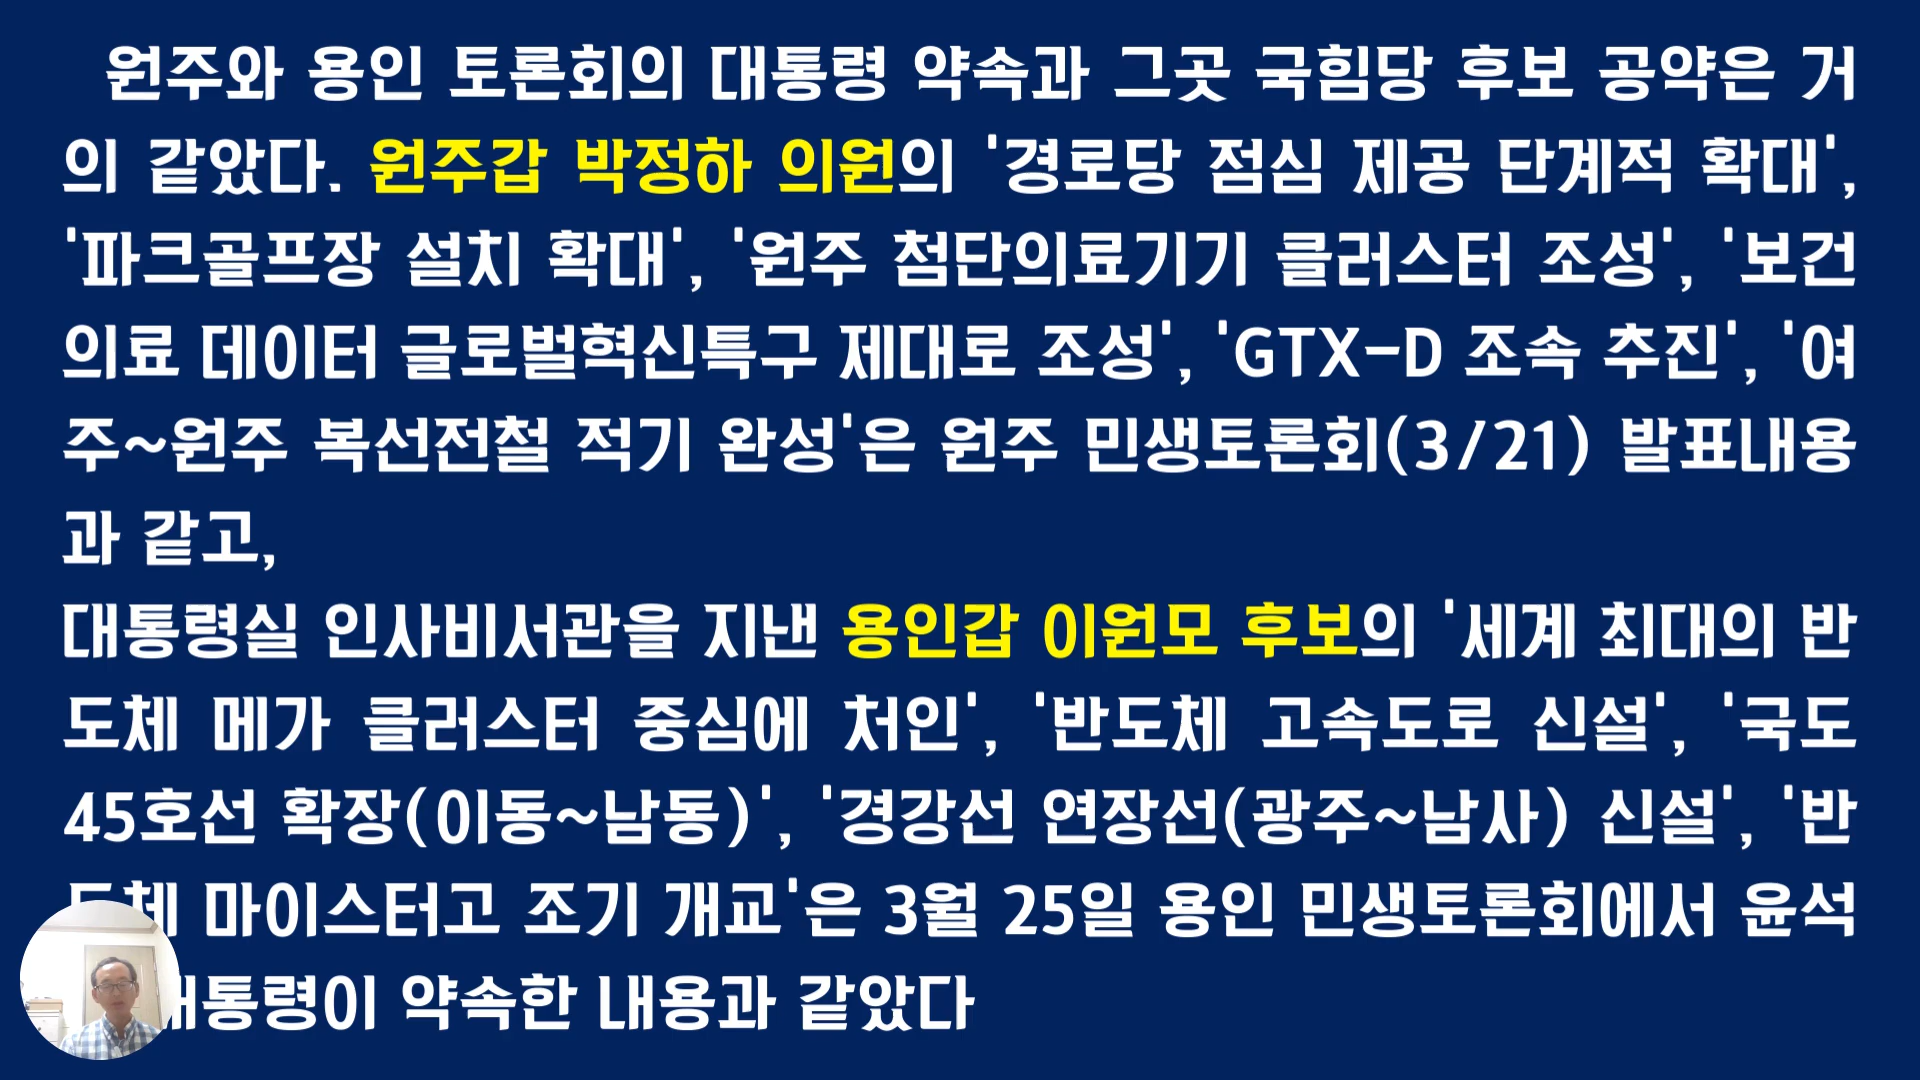 원주와 용인 토론회의 대통령 약속과 그곳 국힘당 후보 공약은 거
의 같았다. 원주갑 박정하 의원의 '경로당 점심 제공 단계적 확대',
'파크골프장 설치 확대', '원주 첨단의료기기 클러스터 조성', '보건
의료 데이터 글로벌혁신특구 제대로 조성', 'GTX-D 조속 추진', '여
주~원주 복선전철 적기 완성'은 원주 민생토론회(3/21) 발표내용
과 같고,
대통령실 인사비서관을 지낸 용인갑 이원모 후보의 '세계 최대의 반
도체 메가 클러스터 중심에 처인', '반도체 고속도로 신설', '국도
45호선 확장(이동~남동)', '경강선 연장선(광주~남사) 신설', '반
도체 마이스터고 조기 개교'은 3월 25일 용인 민생토론회에서 윤석
대통령이 약속한 내용과 같았다